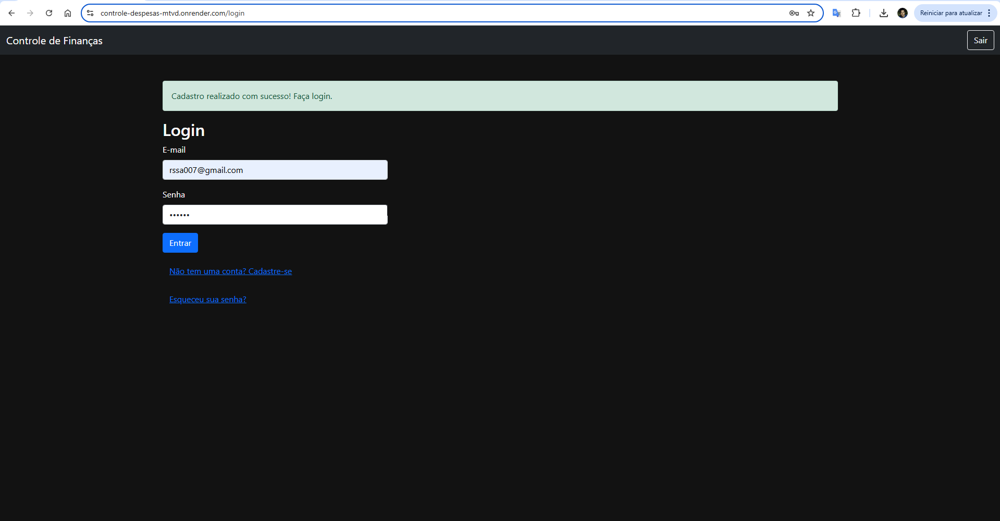 controle-despesas-mtvd.onrender.com/login
Reiniciar para atualizar
Controle de Finanças
Sair
Cadastro realizado com sucesso! Faça login.
Login
E-mail
rssa007@gmail.com
Senha
••••••
Entrar
Não tem uma conta? Cadastre-se
Esqueceu sua senha?